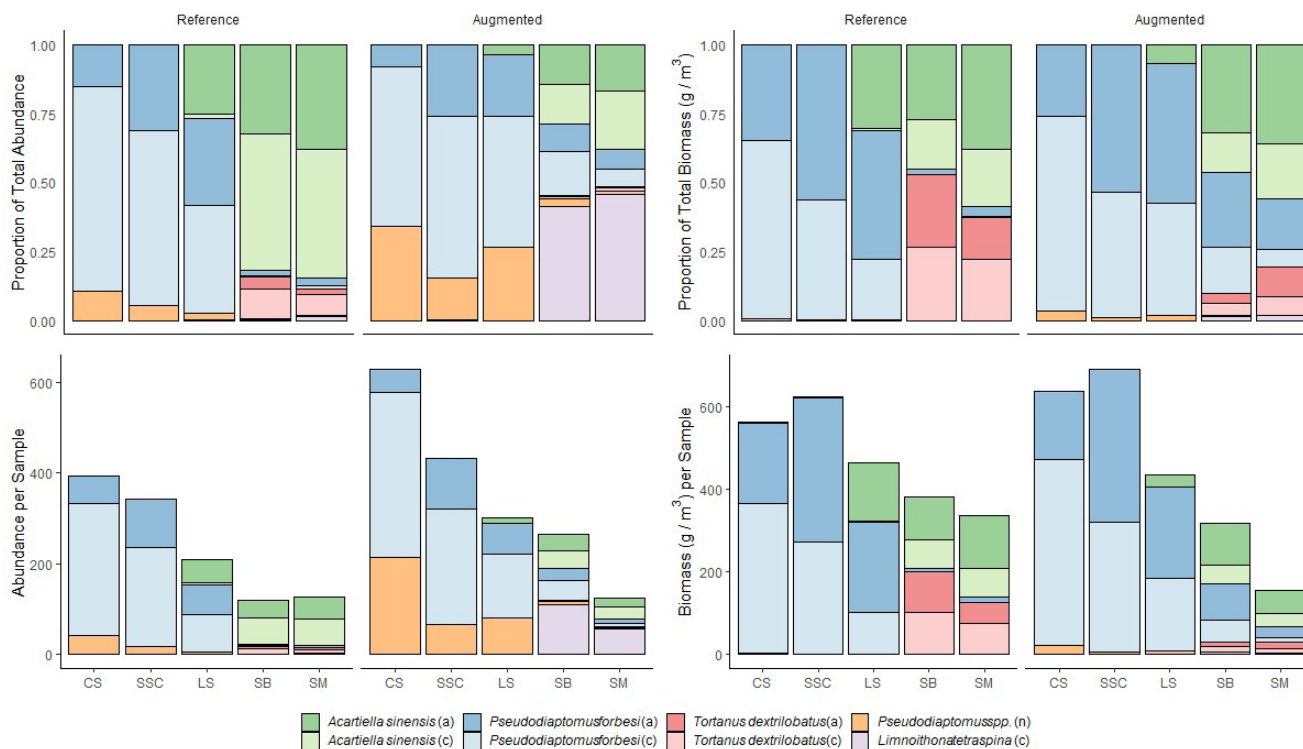 Reference
Augmented
Reference
Augmented
Proportion of Total Abundance
1.00
0.75
0.50
0.25
0.00
Proportion of Total Biomass (g / m³)
1.00
0.75
0.50
0.25
0.00
Abundance per Sample
600
400
200
0
Biomass (g / m³) per Sample
600
400
200
0
CS SSC LS SB SM
CS SSC LS SB SM
CS SSC LS SB SM
CS SSC LS SB SM
Acartiella sinensis (a)
Pseudodiaptomusforbesi (a)
Tortanus dextrilobatus(a)
Pseudodiaptomusspp. (n)
Acartiella sinensis (c)
Pseudodiaptomusforbesi (c)
Tortanus dextrilobatus(c)
Limnoithonatetraspina (c)